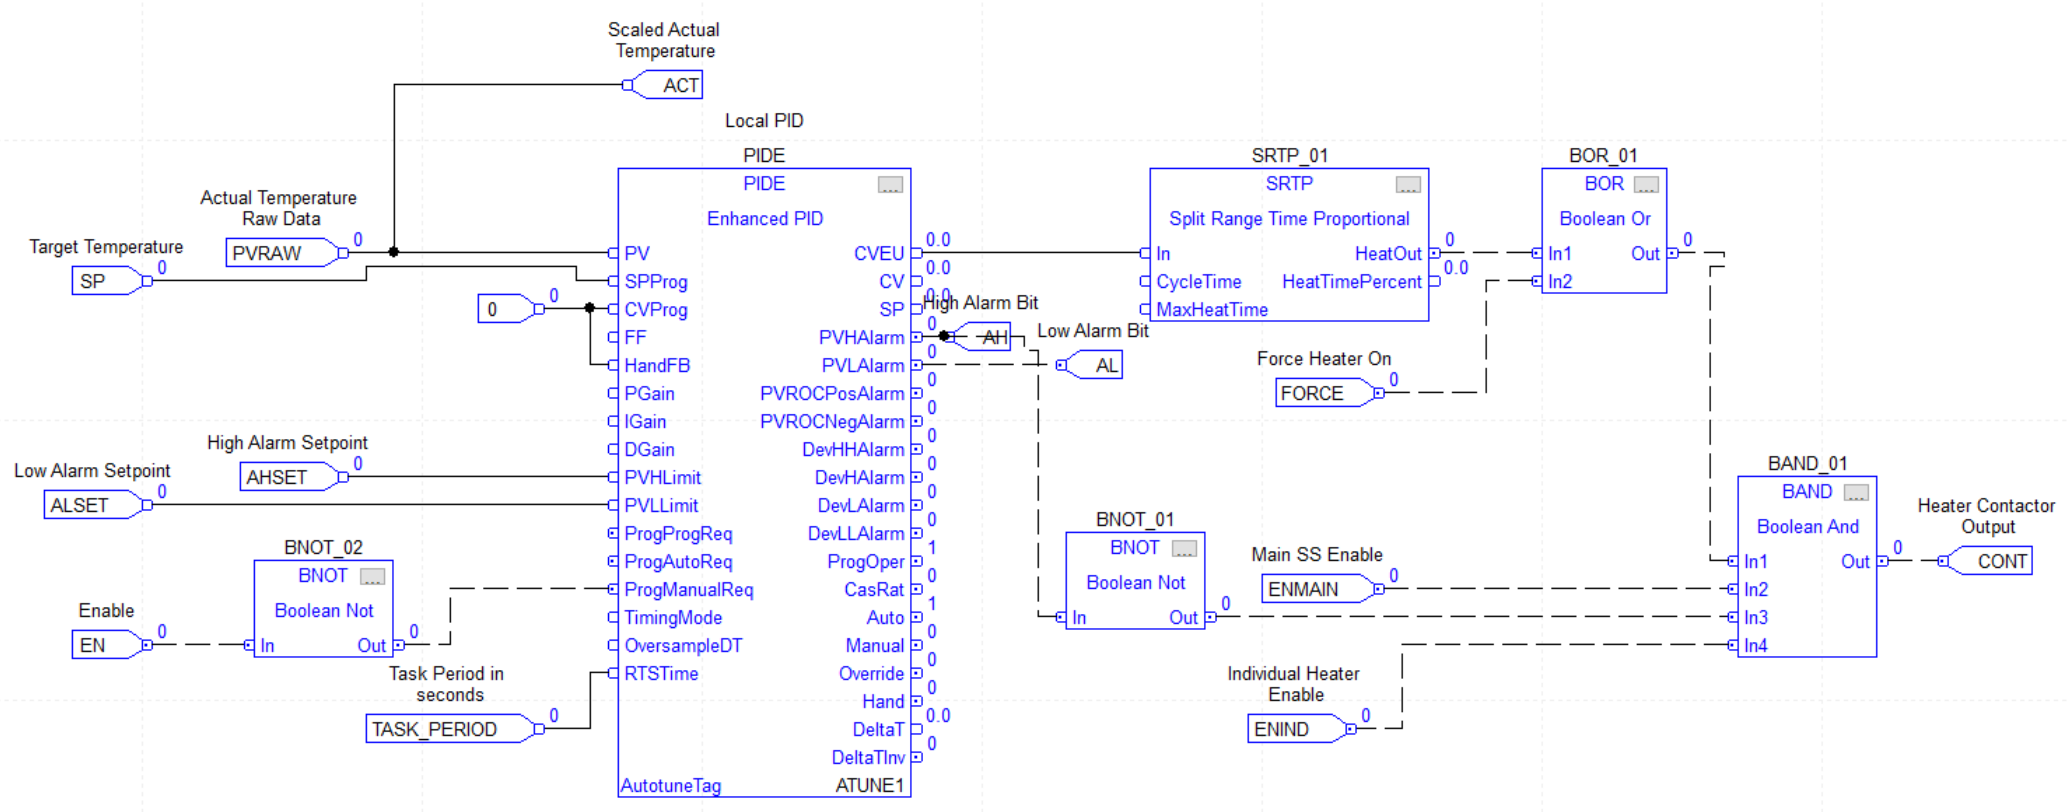 Scaled Actual
Temperature
ACT
Local PID
PIDE
PIDE
...
Enhanced PID
Actual Temperature
Raw Data
PVRAW
0
Target Temperature
SP
0
0
0
PV
SPProg
CVProg
FF
HandFB
PGain
IGain
DGain
PVHLimit
PVLLimit
ProgProgReq
ProgAutoReq
ProgManualReq
TimingMode
OversampleDT
RTSTime
AutotuneTag
ATUNE1
CVEU
0.0
CV
0.0
SP
0.0
PVHAlarm
0
PVLAlarm
0
PVROCPosAlarm
0
PVROCNegAlarm
0
DevHHAlarm
0
DevHAlarm
0
DevLAlarm
0
DevLLAlarm
0
ProgOper
1
CasRat
0
Auto
1
Manual
0
Override
0
Hand
0
DeltaT
0.0
DeltaTInv
0
High Alarm Setpoint
AHSET
0
Low Alarm Setpoint
ALSET
0
BNOT_02
BNOT
...
Boolean Not
In
Out
0
Enable
EN
0
Task Period in
seconds
TASK_PERIOD
0
High Alarm Bit
AH
Low Alarm Bit
AL
SRTP_01
SRTP
...
Split Range Time Proportional
In
CycleTime
MaxHeatTime
HeatOut
0
HeatTimePercent
0.0
Force Heater On
FORCE
0
BOR_01
BOR
...
Boolean Or
In1
In2
Out
0
BNOT_01
BNOT
...
Boolean Not
In
Out
0
Main SS Enable
ENMAIN
0
Individual Heater
Enable
ENIND
0
BAND_01
BAND
...
Boolean And
In1
In2
In3
In4
Out
0
Heater Contactor
Output
CONT